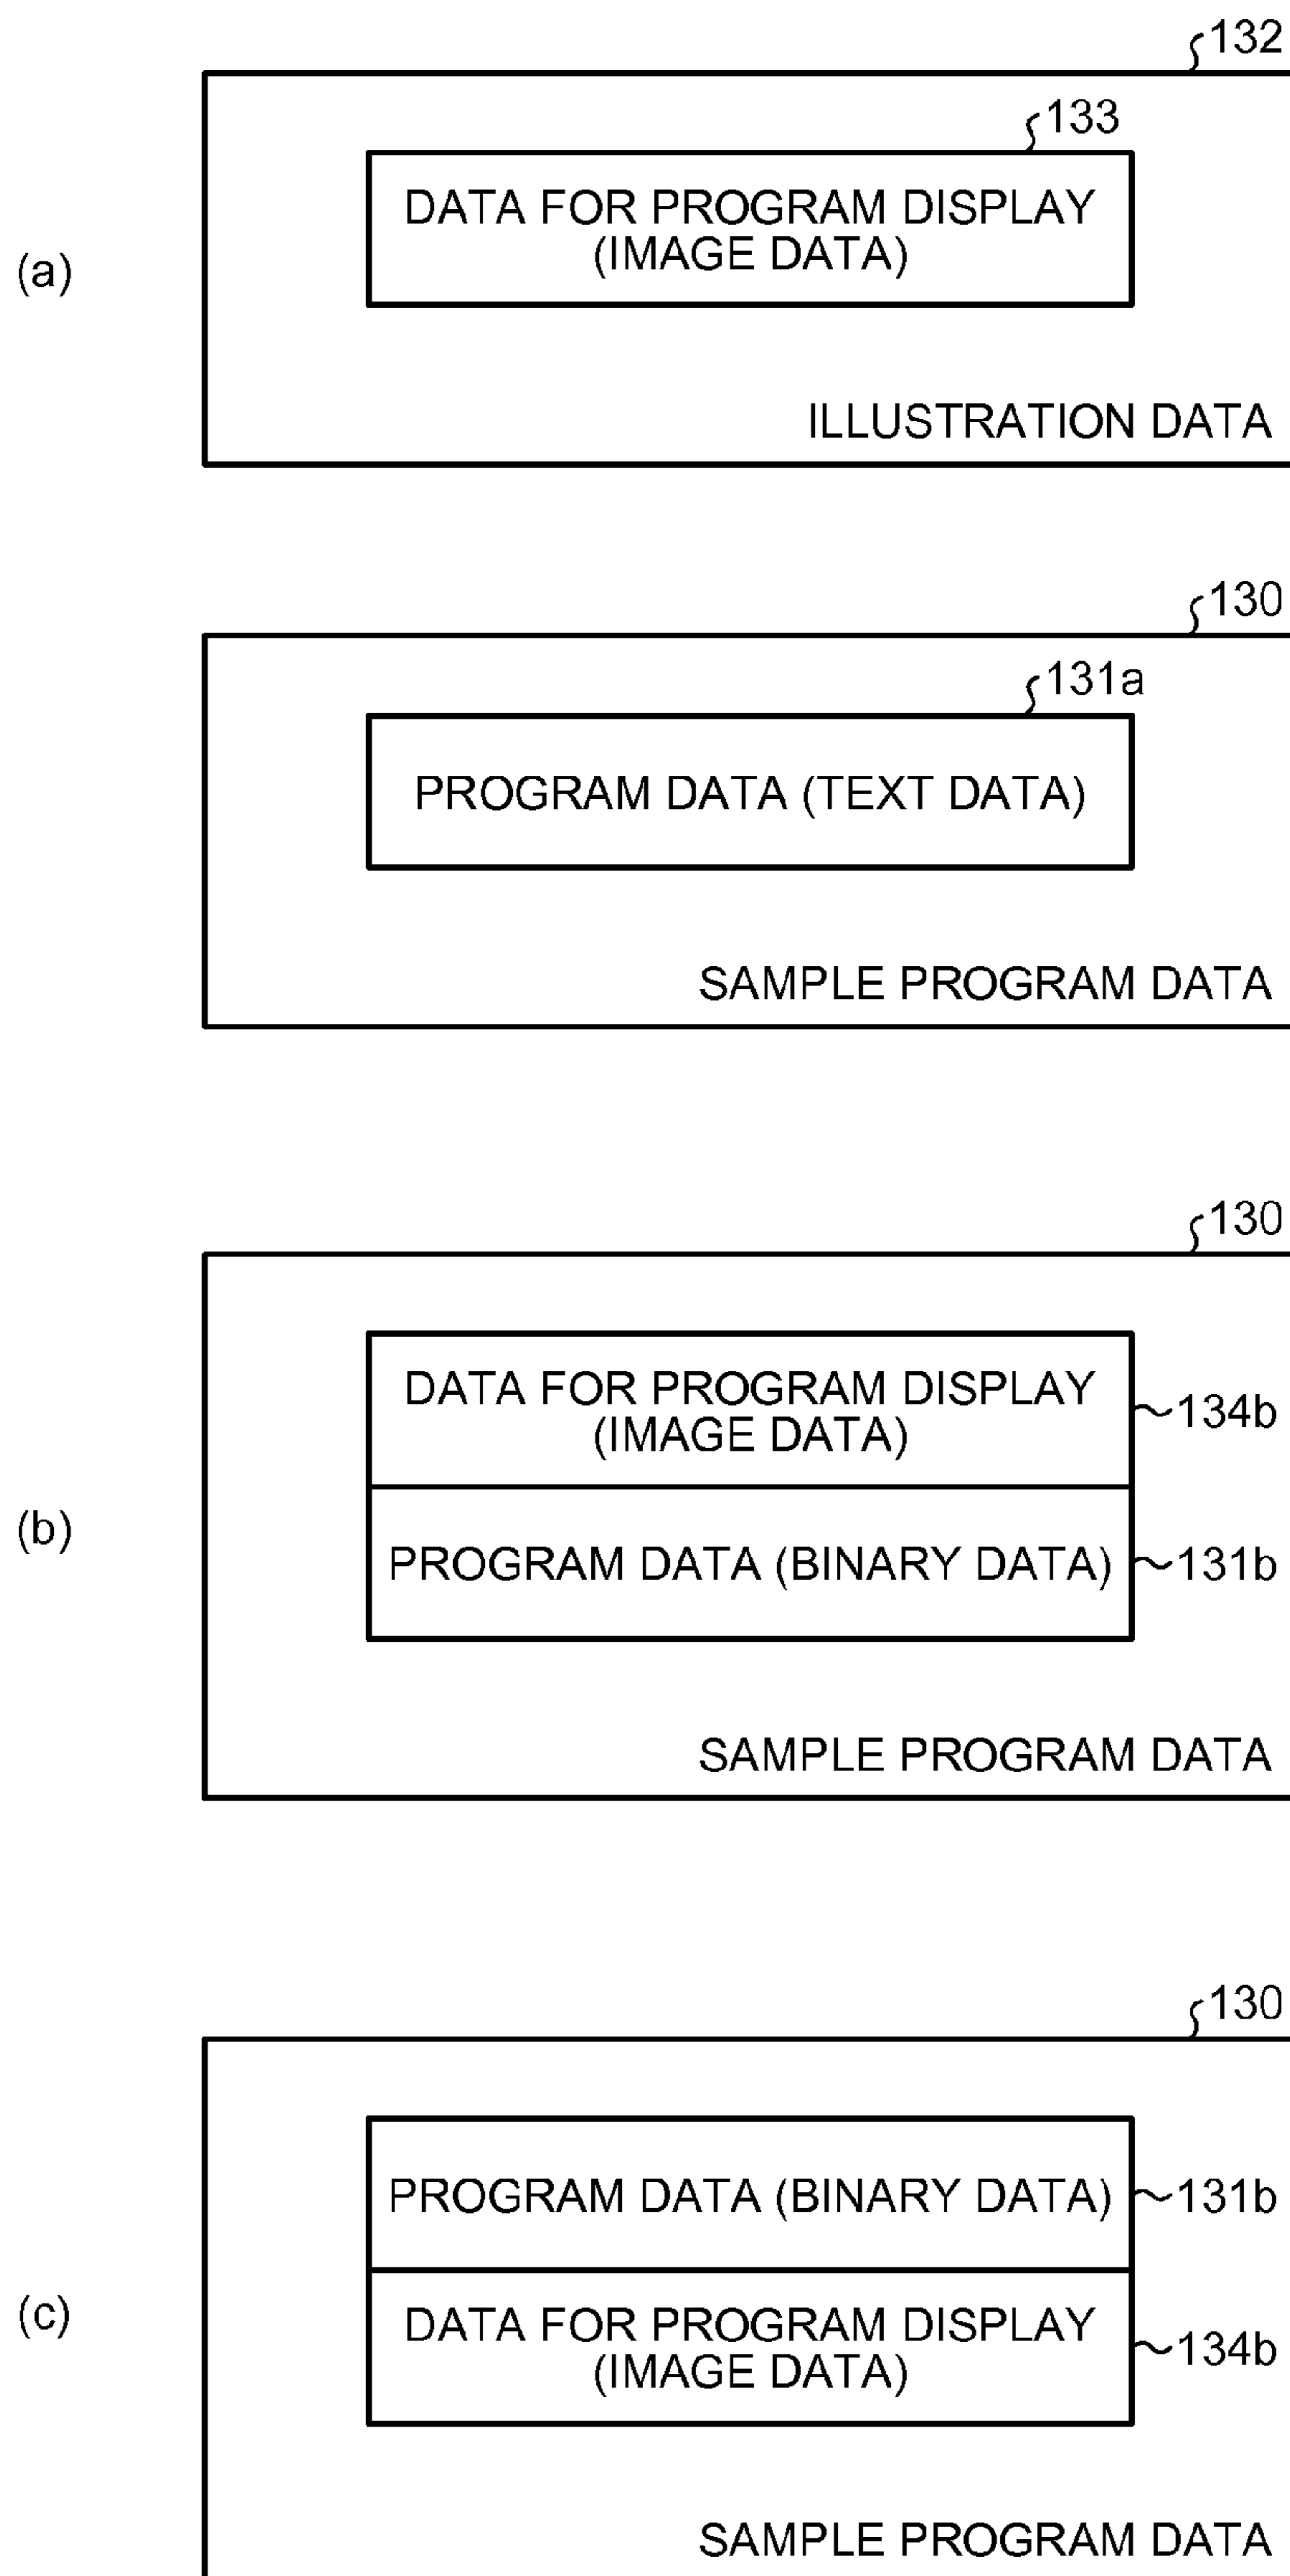 132
133
DATA FOR PROGRAM DISPLAY
(IMAGE DATA)
(a)
ILLUSTRATION DATA
130
131a
PROGRAM DATA (TEXT DATA)
SAMPLE PROGRAM DATA
130
DATA FOR PROGRAM DISPLAY
(IMAGE DATA)
134b
(b)
PROGRAM DATA (BINARY DATA)
131b
SAMPLE PROGRAM DATA
130
PROGRAM DATA (BINARY DATA)
131b
(c)
DATA FOR PROGRAM DISPLAY
(IMAGE DATA)
134b
SAMPLE PROGRAM DATA